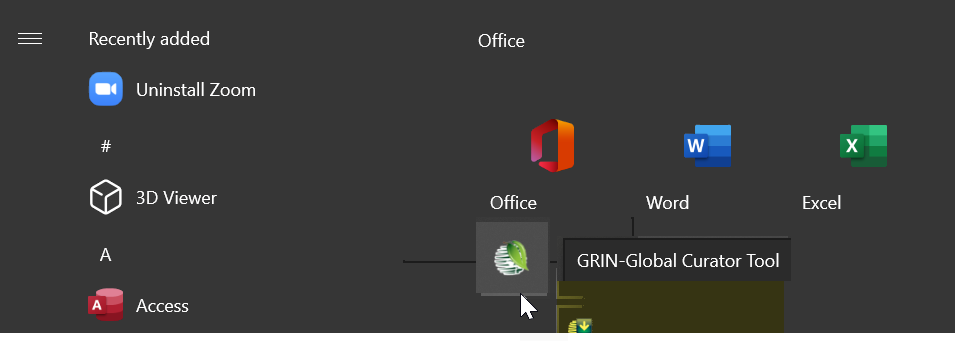 Recently added
Uninstall Zoom
#
3D Viewer
A
A
Access
Office
Office
W
Word
X
Excel
GRIN-Global Curator Tool